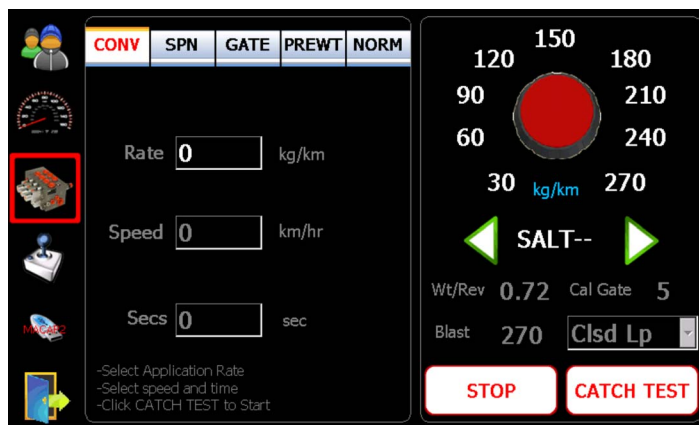 CONV SPN GATE PREWT NORM
Rate 0 kg/km
Speed 0 km/hr
Secs 0 sec
-Select Application Rate
-Select speed and time
-Click CATCH TEST to Start
MACAE2
150
120 180
90 210
60 240
30 kg/km 270
SALT--
Wt/Rev 0.72 Cal Gate 5
Blast 270 Clsd Lp
STOP CATCH TEST